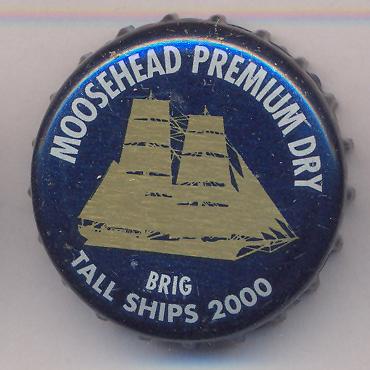 MOOSEHEAD PREMIUM DRY
BRIG
TALL SHIPS 2000